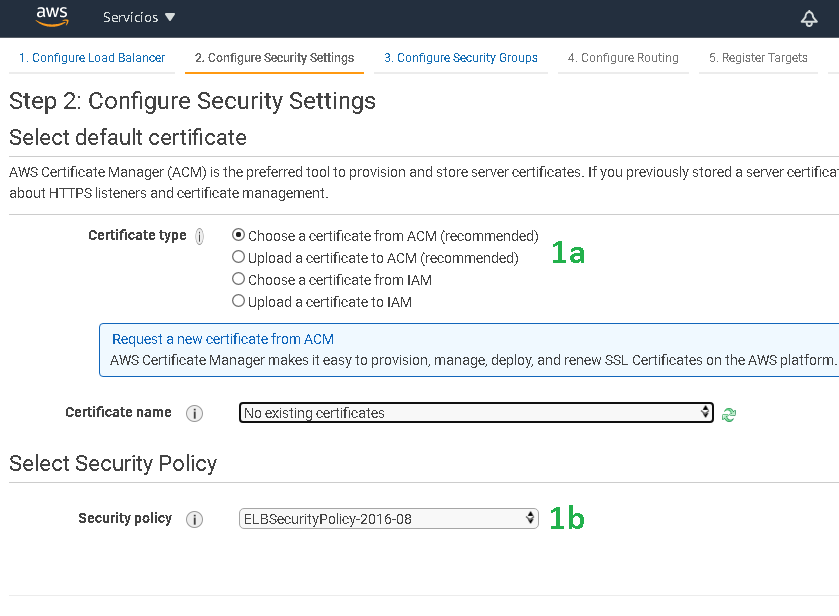 aws Servicios
1. Configure Load Balancer 2. Configure Security Settings 3. Configure Security Groups 4. Configure Routing 5. Register Targets
Step 2: Configure Security Settings
Select default certificate
AWS Certificate Manager (ACM) is the preferred tool to provision and store server certificates. If you previously stored a server certifica
about HTTPS listeners and certificate management.
Certificate type i Choose a certificate from ACM (recommended)
Upload a certificate to ACM (recommended)
1a
Choose a certificate from IAM
Upload a certificate to IAM
Request a new certificate from ACM
AWS Certificate Manager makes it easy to provision, manage, deploy, and renew SSL Certificates on the AWS platform.
Certificate name i No existing certificates
Select Security Policy
Security policy i ELBSecurityPolicy-2016-08 1b